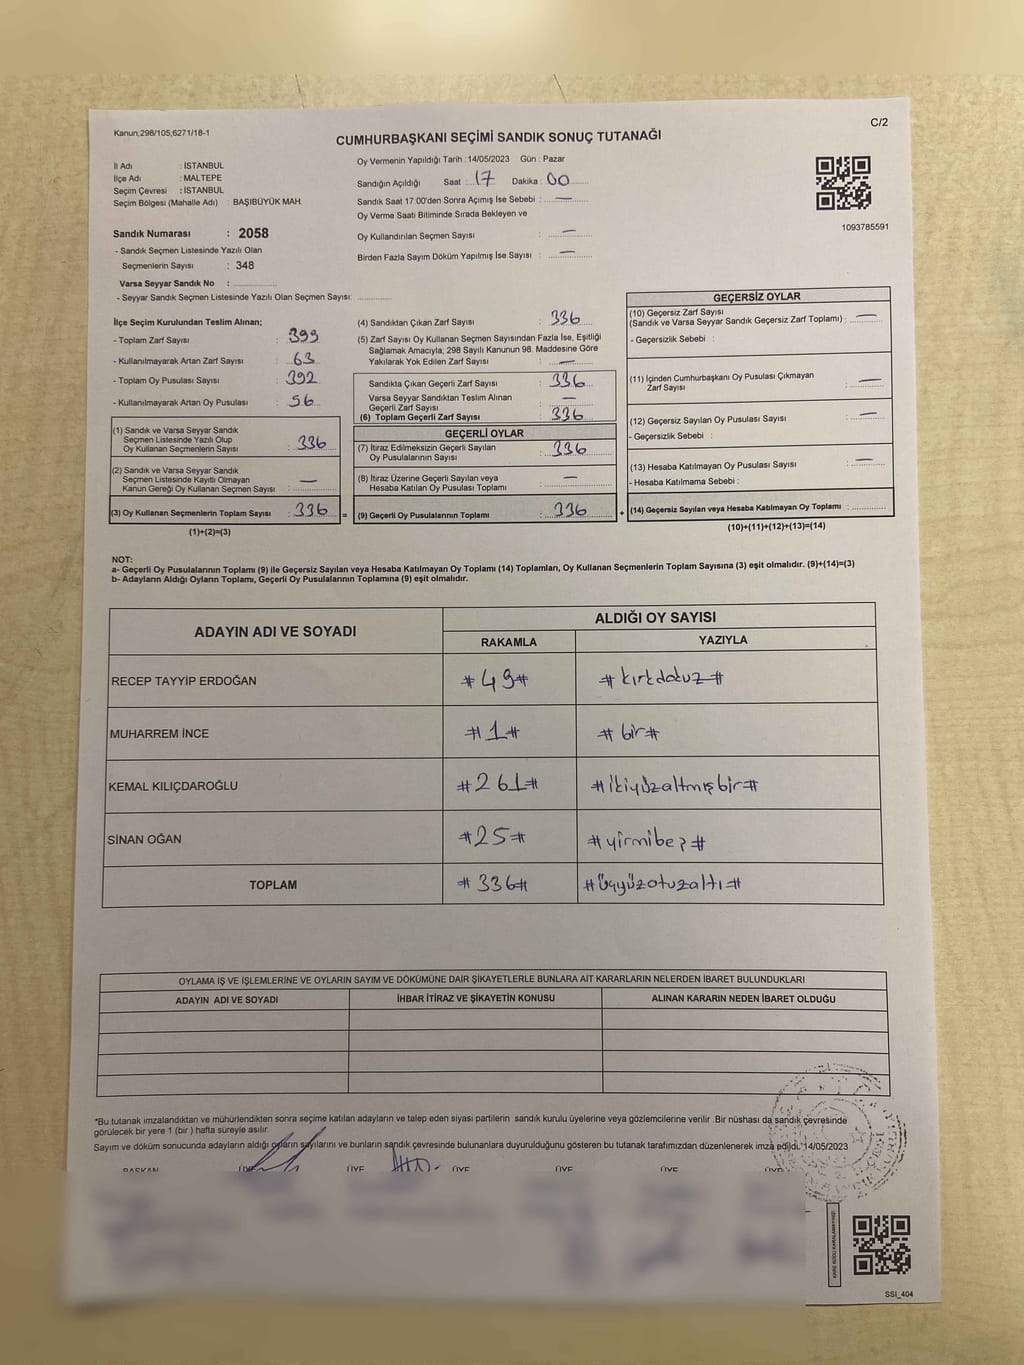 Kanun,298/105;6271/18-1
C/2
CUMHURBAŞKANI SEÇİMİ SANDIK SONUÇ TUTANAĞI
İl Adı : İSTANBUL
İlçe Adı : MALTEPE
Seçim Çevresi : İSTANBUL
Seçim Bölgesi (Mahalle Adı) : BAŞIBÜYÜK MAH.
Sandık Numarası : 2058
- Sandık Seçmen Listesinde Yazılı Olan
Seçmenlerin Sayısı : 348
Varsa Seyyar Sandık No :
- Seyyar Sandık Seçmen Listesinde Yazılı Olan Seçmen Sayısı:
Oy Vermenin Yapıldığı Tarih :14/05/2023 Gün : Pazar
Sandığın Açıldığı Saat : 17 Dakika : 00
Sandık Saat 17.00'den Sonra Açımış İse Sebebi : —
Oy Verme Saati Bitiminde Sırada Bekleyen ve
Oy Kullandırılan Seçmen Sayısı : —
Birden Fazla Sayım Döküm Yapılmış İse Sayısı : —
1093785591
İlçe Seçim Kurulundan Teslim Alınan;
- Toplam Zarf Sayısı : 399
- Kullanılmayarak Artan Zarf Sayısı : 63
- Toplam Oy Pusulası Sayısı : 392
- Kullanılmayarak Artan Oy Pusulası : 56
(1) Sandık ve Varsa Seyyar Sandık
Seçmen Listesinde Yazılı Olup
Oy Kullanan Seçmenlerin Sayısı : 336
(2) Sandık ve Varsa Seyyar Sandık
Seçmen Listesinde Kayıtlı Olmayan
Kanun Gereği Oy Kullanan Seçmen Sayısı : —
(3) Oy Kullanan Seçmenlerin Toplam Sayısı : 336 =
(1)+(2)=(3)
(4) Sandıktan Çıkan Zarf Sayısı : 336
(5) Zarf Sayısı Oy Kullanan Seçmen Sayısından Fazla İse, Eşitliği
Sağlamak Amacıyla; 298 Sayılı Kanunun 98. Maddesine Göre
Yakılarak Yok Edilen Zarf Sayısı : —
Sandıkta Çıkan Geçerli Zarf Sayısı : 336
Varsa Seyyar Sandıktan Teslim Alınan
Geçerli Zarf Sayısı : —
(6) Toplam Geçerli Zarf Sayısı : 336
GEÇERLİ OYLAR
(7) İtiraz Edilmeksizin Geçerli Sayılan
Oy Pusulalarının Sayısı : 336
(8) İtiraz Üzerine Geçerli Sayılan veya
Hesaba Katılan Oy Pusulası Toplamı : —
(9) Geçerli Oy Pusulalarının Toplamı : 336 +
GEÇERSİZ OYLAR
(10) Geçersiz Zarf Sayısı
(Sandık ve Varsa Seyyar Sandık Geçersiz Zarf Toplamı) : —
- Geçersizlik Sebebi :
(11) İçinden Cumhurbaşkanı Oy Pusulası Çıkmayan
Zarf Sayısı : —
(12) Geçersiz Sayılan Oy Pusulası Sayısı : —
- Geçersizlik Sebebi :
(13) Hesaba Katılmayan Oy Pusulası Sayısı : —
- Hesaba Katılmama Sebebi :
(14) Geçersiz Sayılan veya Hesaba Katılmayan Oy Toplamı :
(10)+(11)+(12)+(13)=(14)
NOT:
a- Geçerli Oy Pusulalarının Toplamı (9) ile Geçersiz Sayılan veya Hesaba Katılmayan Oy Toplamı (14) Toplamları, Oy Kullanan Seçmenlerin Toplam Sayısına (3) eşit olmalıdır. (9)+(14)=(3)
b- Adayların Aldığı Oyların Toplamı, Geçerli Oy Pusulalarının Toplamına (9) eşit olmalıdır.
ADAYIN ADI VE SOYADI
ALDIĞI OY SAYISI
RAKAMLA YAZIYLA
RECEP TAYYİP ERDOĞAN #49# #kırkdokuz#
MUHARREM İNCE #1# #bir#
KEMAL KILIÇDAROĞLU #261# #ikiyüzaltmışbir#
SİNAN OĞAN #25# #yirmibeş#
TOPLAM #336# #üçyüzotuzaltı#
OYLAMA İŞ VE İŞLEMLERİNE VE OYLARIN SAYIM VE DÖKÜMÜNE DAİR ŞİKAYETLERLE BUNLARA AİT KARARLARIN NELERDEN İBARET BULUNDUKLARI
ADAYIN ADI VE SOYADI İHBAR İTİRAZ VE ŞİKAYETİN KONUSU ALINAN KARARIN NEDEN İBARET OLDUĞU
*Bu tutanak imzalandıktan ve mühürlendikten sonra seçime katılan adayların ve talep eden siyasi partilerin sandık kurulu üyelerine veya gözlemcilerine verilir. Bir nüshası da sandık çevresinde
görülecek bir yere 1 (bir ) hafta süreyle asılır.
Sayım ve döküm sonucunda adayların aldığı oyların sayılarını ve bunların sandık çevresinde bulunanlara duyurulduğunu gösteren bu tutanak tarafımızdan düzenlenerek imza edildi. 14/05/2023
BAŞKAN ÜYE ÜYE ÜYE ÜYE ÜYE ÜYE
KARE KODU KARALAMAYINIZ!
SSI_404